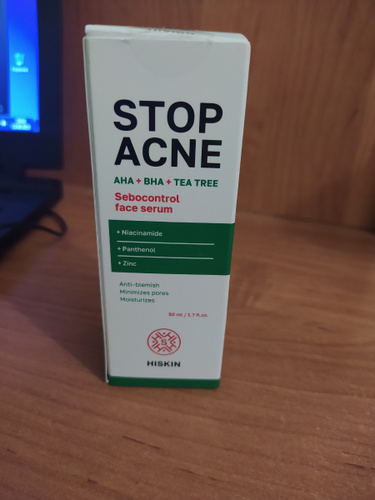 HISKIN
STOP
ACNE
AHA + BHA + TEA TREE
Sebocontrol
face serum
+ Niacinamide
+ Panthenol
+ Zinc
Anti-blemish
Minimizes pores
Moisturizes
50 ml / 1.7 fl.oz.
HISKIN